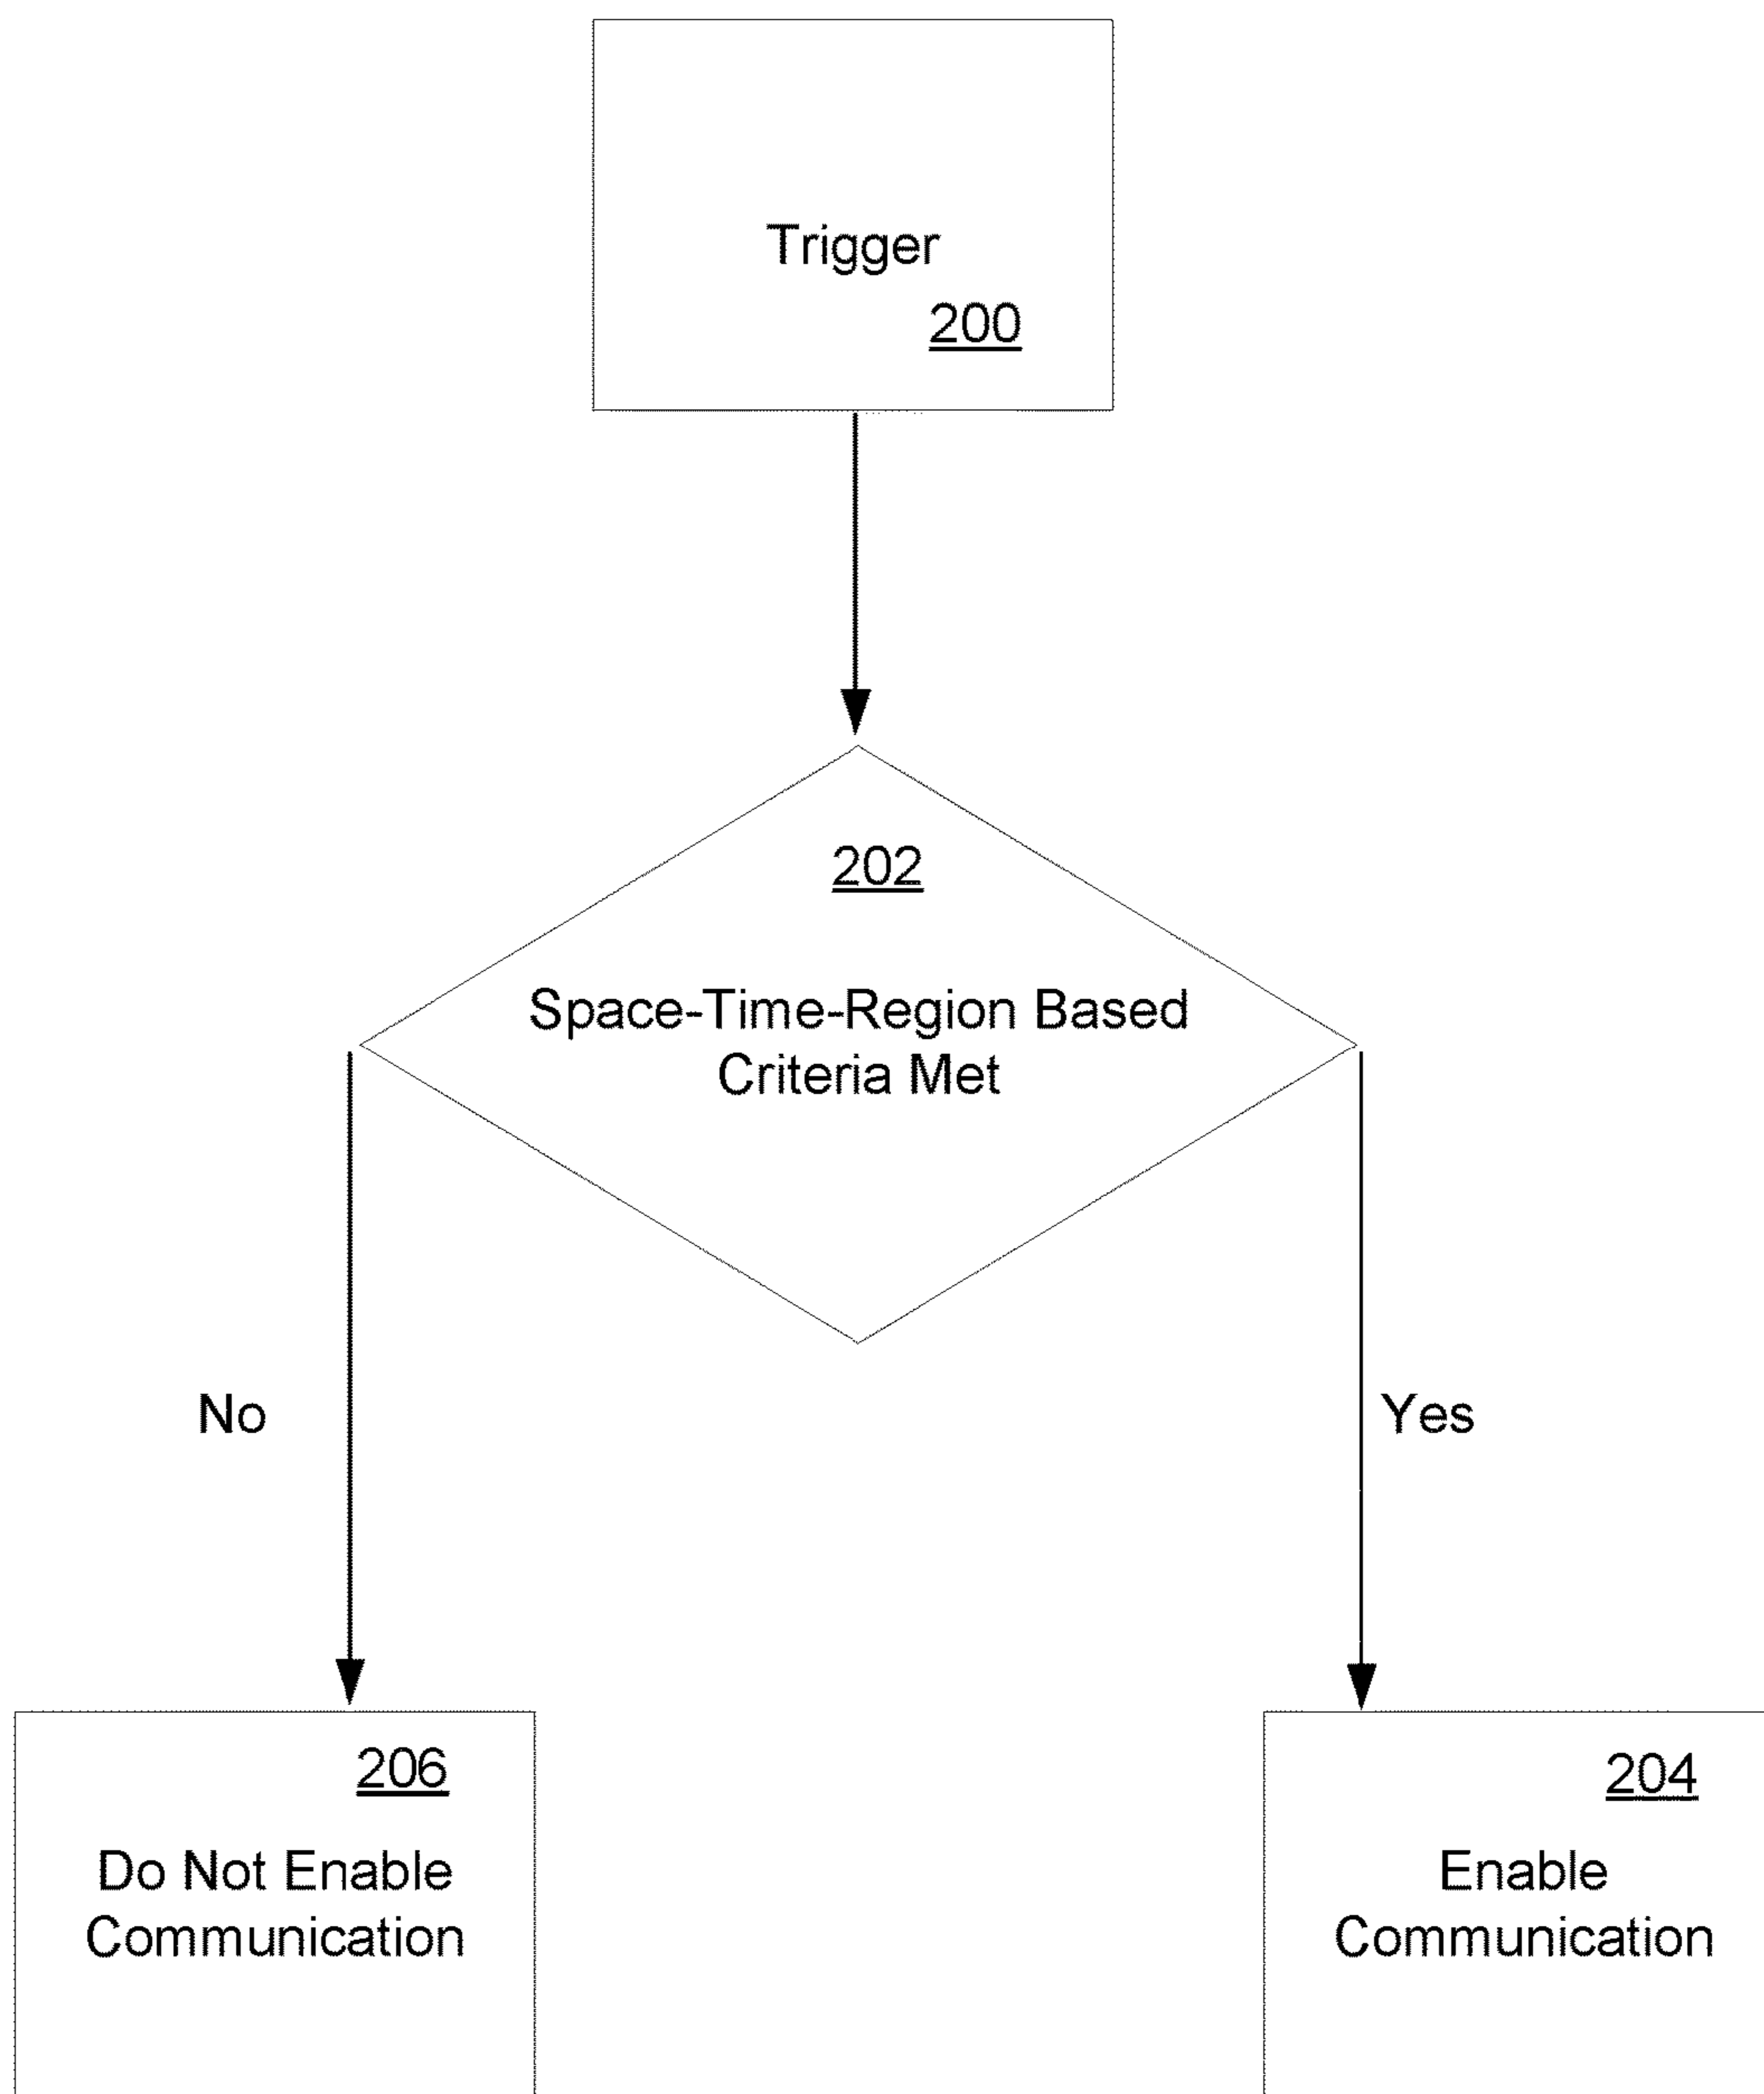 Trigger
200
202
Space-Time-Region Based
Criteria Met
No
Yes
206
Do Not Enable
Communication
204
Enable
Communication